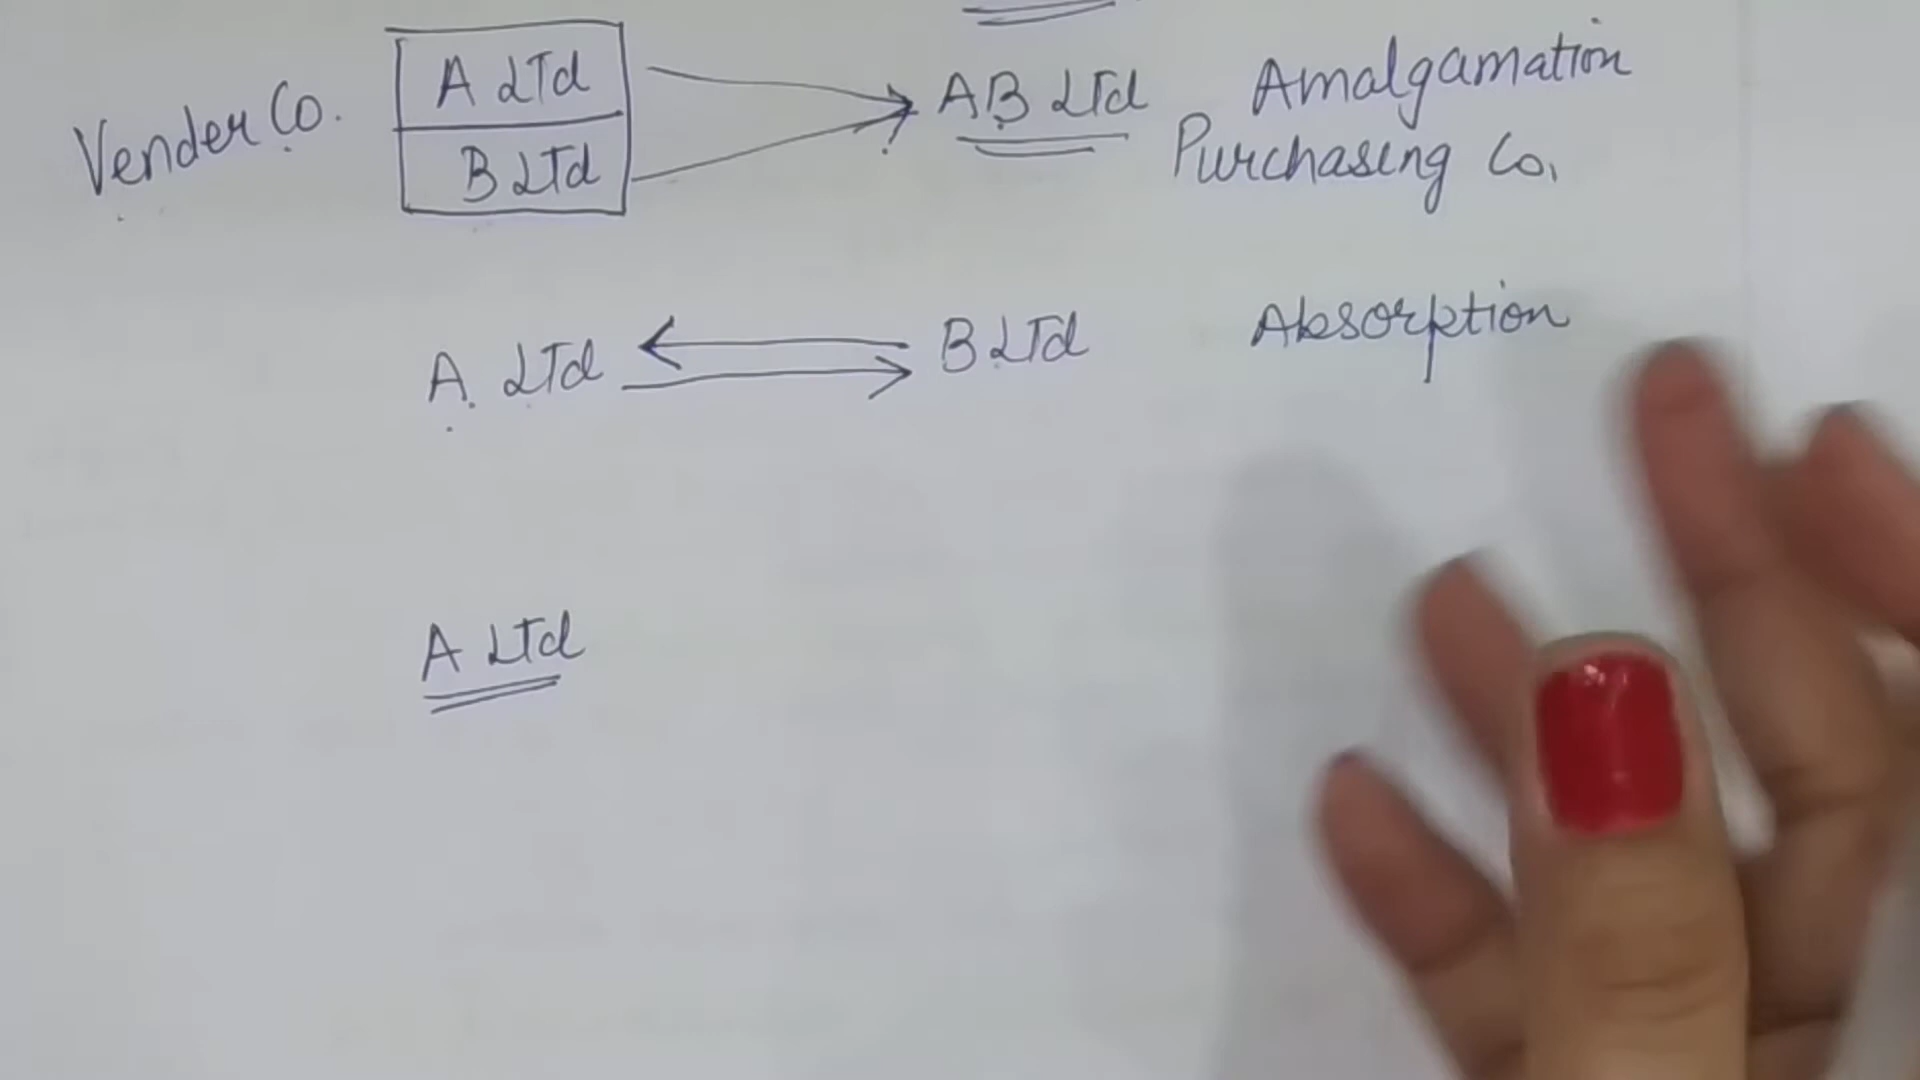 Vender Co. A LTd AB LTd Amalgamation
B LTd Purchasing Co.
A. LTd B LTd Absorption
A LTd